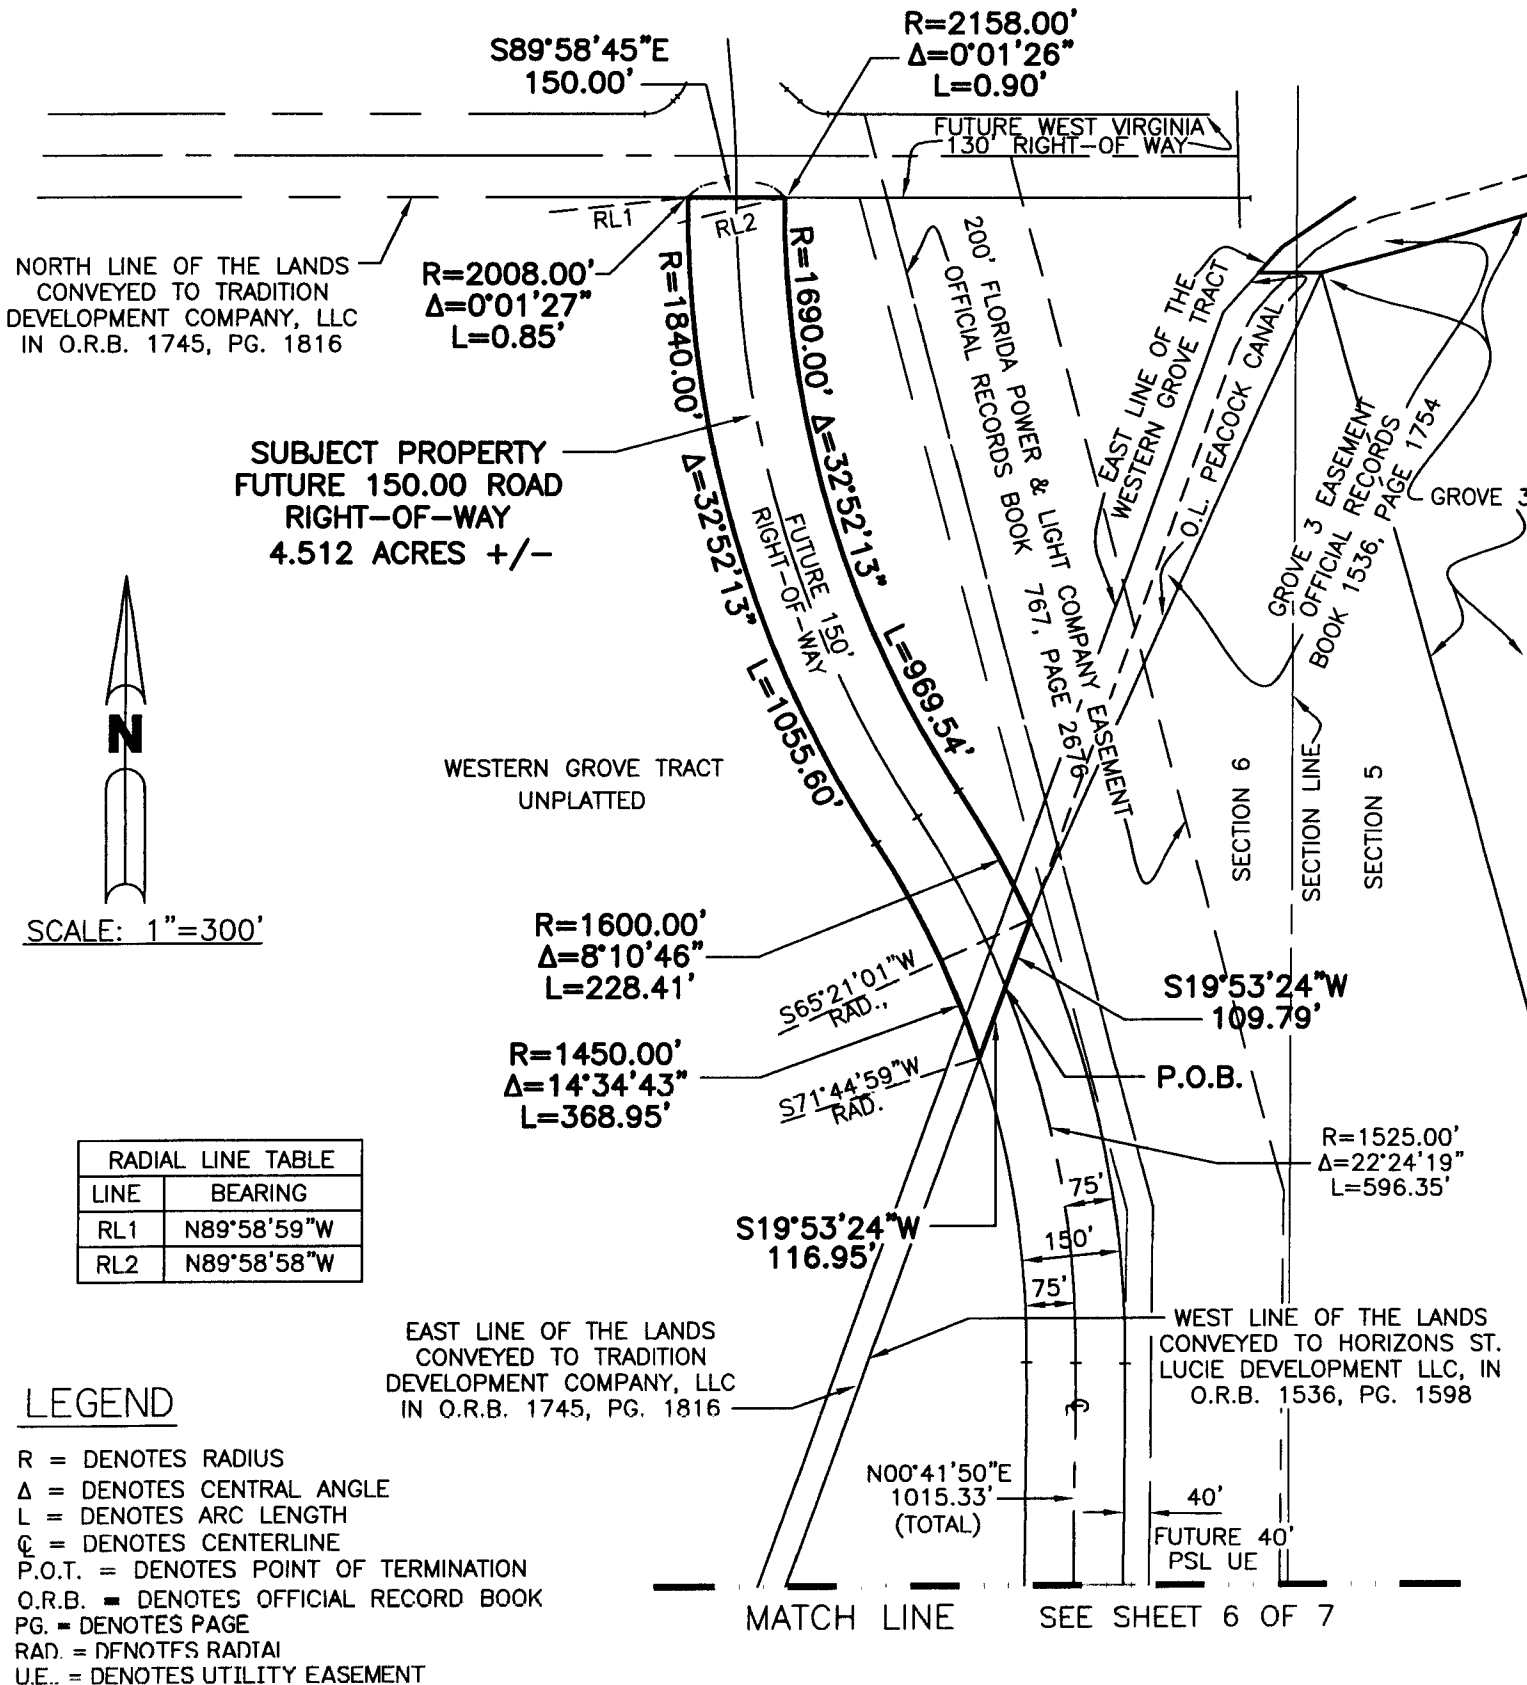 R=2158.00'
Δ=0°01'26"
L=0.90'
S89°58'45"E
150.00'
FUTURE WEST VIRGINIA
130' RIGHT-OF WAY
RL1
RL2
NORTH LINE OF THE LANDS
CONVEYED TO TRADITION
DEVELOPMENT COMPANY, LLC
IN O.R.B. 1745, PG. 1816
R=2008.00'
Δ=0°01'27"
L=0.85'
R=1840.00' Δ=32°52'13" L=1055.60'
R=1690.00' Δ=32°52'13" L=969.54'
200' FLORIDA POWER & LIGHT COMPANY EASEMENT
OFFICIAL RECORDS BOOK 767, PAGE 2676
EAST LINE OF THE
WESTERN GROVE TRACT
O.L. PEACOCK CANAL
GROVE 3 EASEMENT
OFFICIAL RECORDS
BOOK 1536, PAGE 1754
GROVE 3
SUBJECT PROPERTY
FUTURE 150.00 ROAD
RIGHT-OF-WAY
4.512 ACRES +/-
FUTURE 150'
RIGHT-OF-WAY
N
SCALE: 1"=300'
WESTERN GROVE TRACT
UNPLATTED
SECTION 6
SECTION LINE
SECTION 5
R=1600.00'
Δ=8°10'46"
L=228.41'
S65°21'01"W
RAD.,
S19°53'24"W
109.79'
R=1450.00'
Δ=14°34'43"
L=368.95'
S71°44'59"W
RAD.
P.O.B.
R=1525.00'
Δ=22°24'19"
L=596.35'
RADIAL LINE TABLE
LINE BEARING
RL1 N89°58'59"W
RL2 N89°58'58"W
75'
S19°53'24"W
116.95'
150'
75'
EAST LINE OF THE LANDS
CONVEYED TO TRADITION
DEVELOPMENT COMPANY, LLC
IN O.R.B. 1745, PG. 1816
WEST LINE OF THE LANDS
CONVEYED TO HORIZONS ST.
LUCIE DEVELOPMENT LLC, IN
O.R.B. 1536, PG. 1598
℄
N00°41'50"E
1015.33'
(TOTAL)
40'
FUTURE 40'
PSL UE
LEGEND
R = DENOTES RADIUS
Δ = DENOTES CENTRAL ANGLE
L = DENOTES ARC LENGTH
℄ = DENOTES CENTERLINE
P.O.T. = DENOTES POINT OF TERMINATION
O.R.B. = DENOTES OFFICIAL RECORD BOOK
PG. = DENOTES PAGE
RAD. = DENOTES RADIAL
U.E.. = DENOTES UTILITY EASEMENT
MATCH LINE SEE SHEET 6 OF 7